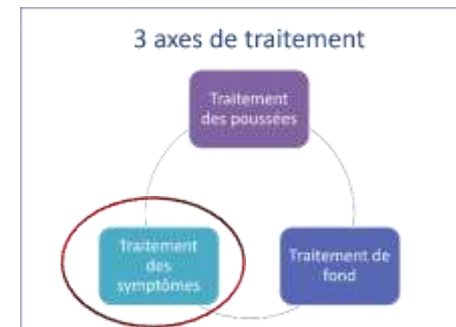 3 axes de traitement
Traitement
des poussées
Traitement
des
symptômes
Traitement de
fond